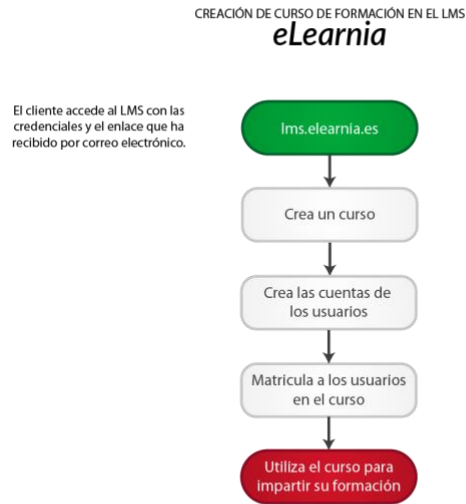 CREACIÓN DE CURSO DE FORMACIÓN EN EL LMS
eLearnia
El cliente accede al LMS con las
credenciales y el enlace que ha
recibido por correo electrónico.
lms.elearnia.es
Crea un curso
Crea las cuentas de
los usuarios
Matricula a los usuarios
en el curso
Utiliza el curso para
impartir su formación